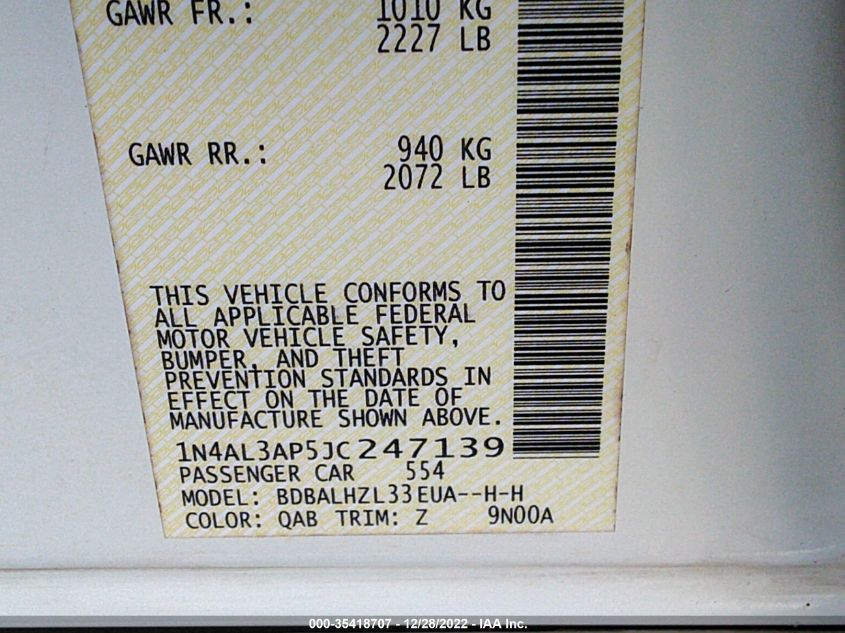 GAWR FR.: 1010 KG
2227 LB
GAWR RR.: 940 KG
2072 LB
THIS VEHICLE CONFORMS TO
ALL APPLICABLE FEDERAL
MOTOR VEHICLE SAFETY,
BUMPER, AND THEFT
PREVENTION STANDARDS IN
EFFECT ON THE DATE OF
MANUFACTURE SHOWN ABOVE.
1N4AL3AP5JC247139
PASSENGER CAR 554
MODEL: BDBALHZL33EUA--H-H
COLOR: QAB TRIM: Z 9N00A
000-35418707 - 12/28/2022 - IAA Inc.